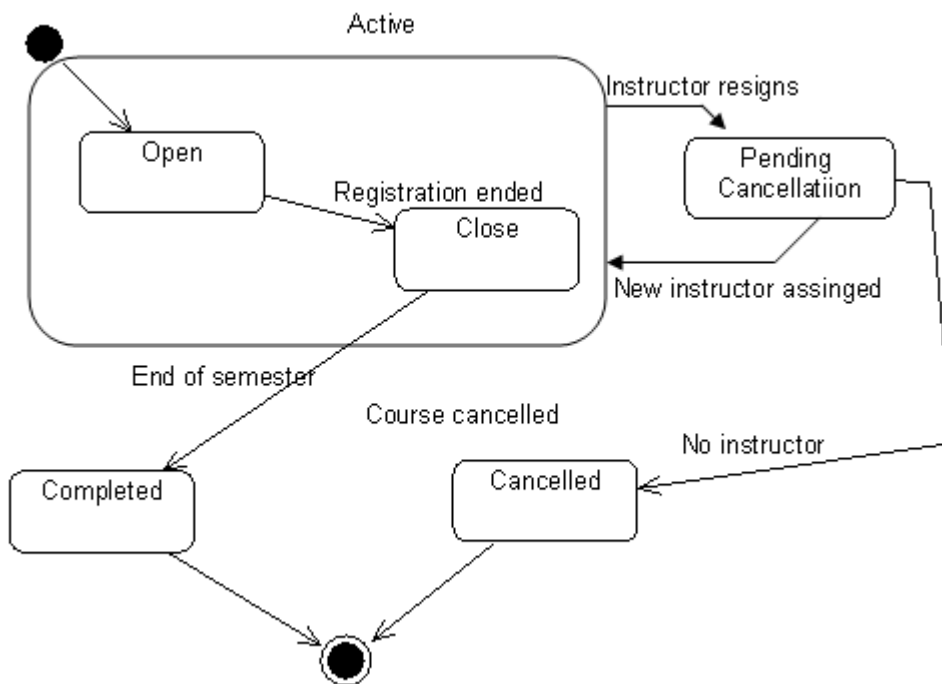 Active
Instructor resigns
Open
Pending
Cancellatiion
Registration ended
Close
New instructor assinged
End of semester
Course cancelled
No instructor
Completed
Cancelled